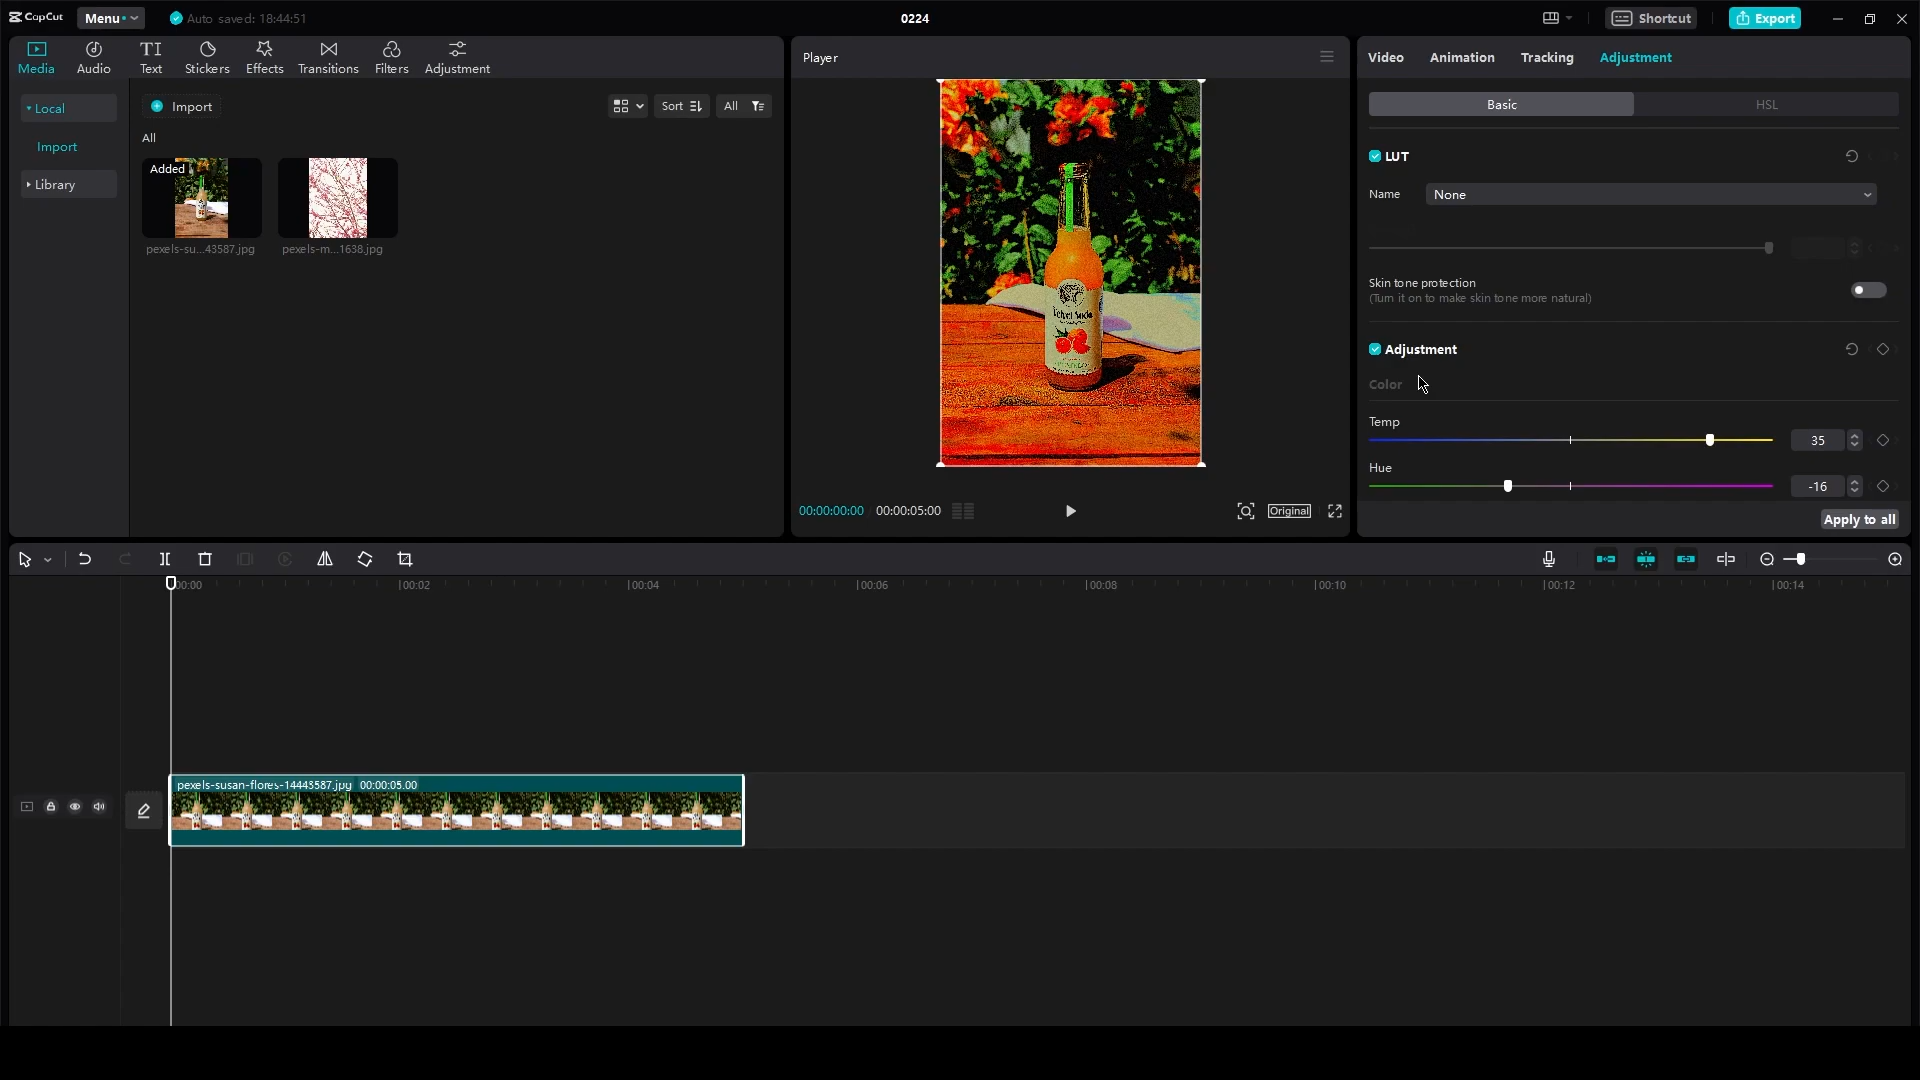 CapCut
Menu
Auto saved: 18:44:51
0224
Shortcut
Export
Media
Audio
Text
Stickers
Effects
Transitions
Filters
Adjustment
Local
Import
Library
Import
Sort
All
All
Added
pexels-su...43587.jpg
pexels-m...1638.jpg
Player
Velvet Soda
00:00:00:00
00:00:05:00
Original
Video
Animation
Tracking
Adjustment
Basic
HSL
LUT
Name
None
Skin tone protection
(Turn it on to make skin tone more natural)
Adjustment
Color
Temp
35
Hue
-16
Apply to all
00:00
00:02
00:04
00:06
00:08
00:10
00:12
00:14
pexels-susan-flores-14443587.jpg 00:00:05:00